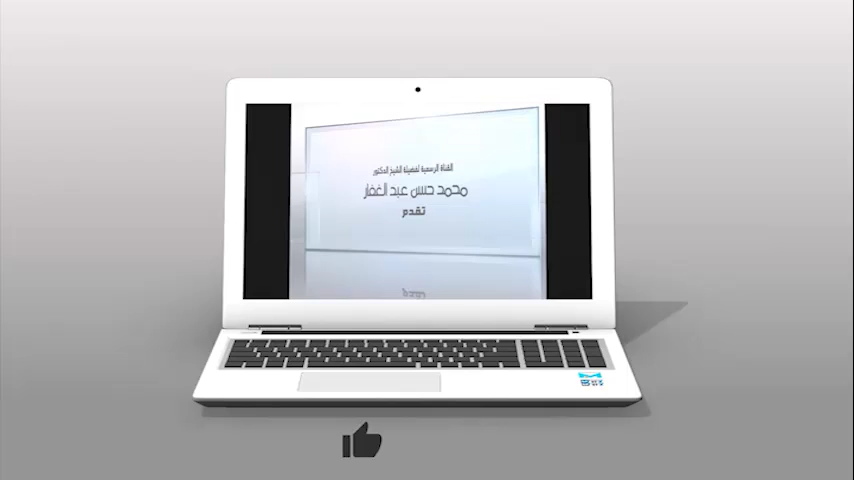 القناة الرسمية لفضيلة الشيخ الدكتور
محمد حسن عبد الغفار
تقدم